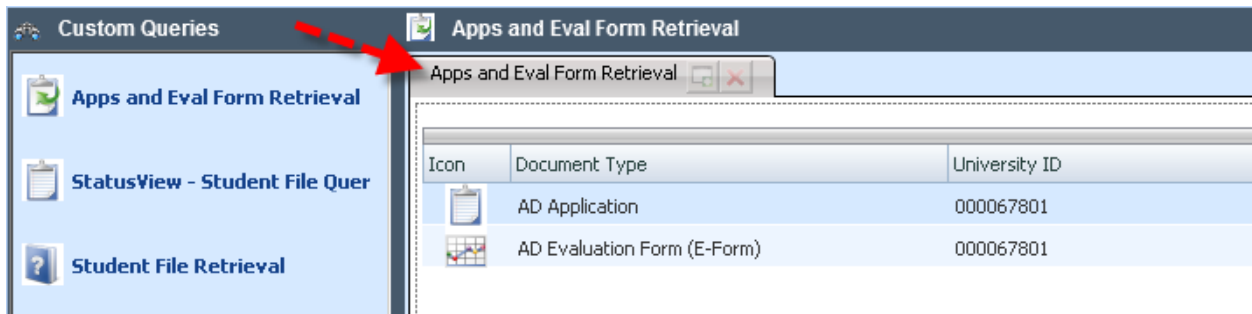 Custom Queries
Apps and Eval Form Retrieval
StatusView - Student File Quer
Student File Retrieval
Apps and Eval Form Retrieval
Apps and Eval Form Retrieval
Icon Document Type University ID
AD Application 000067801
AD Evaluation Form (E-Form) 000067801